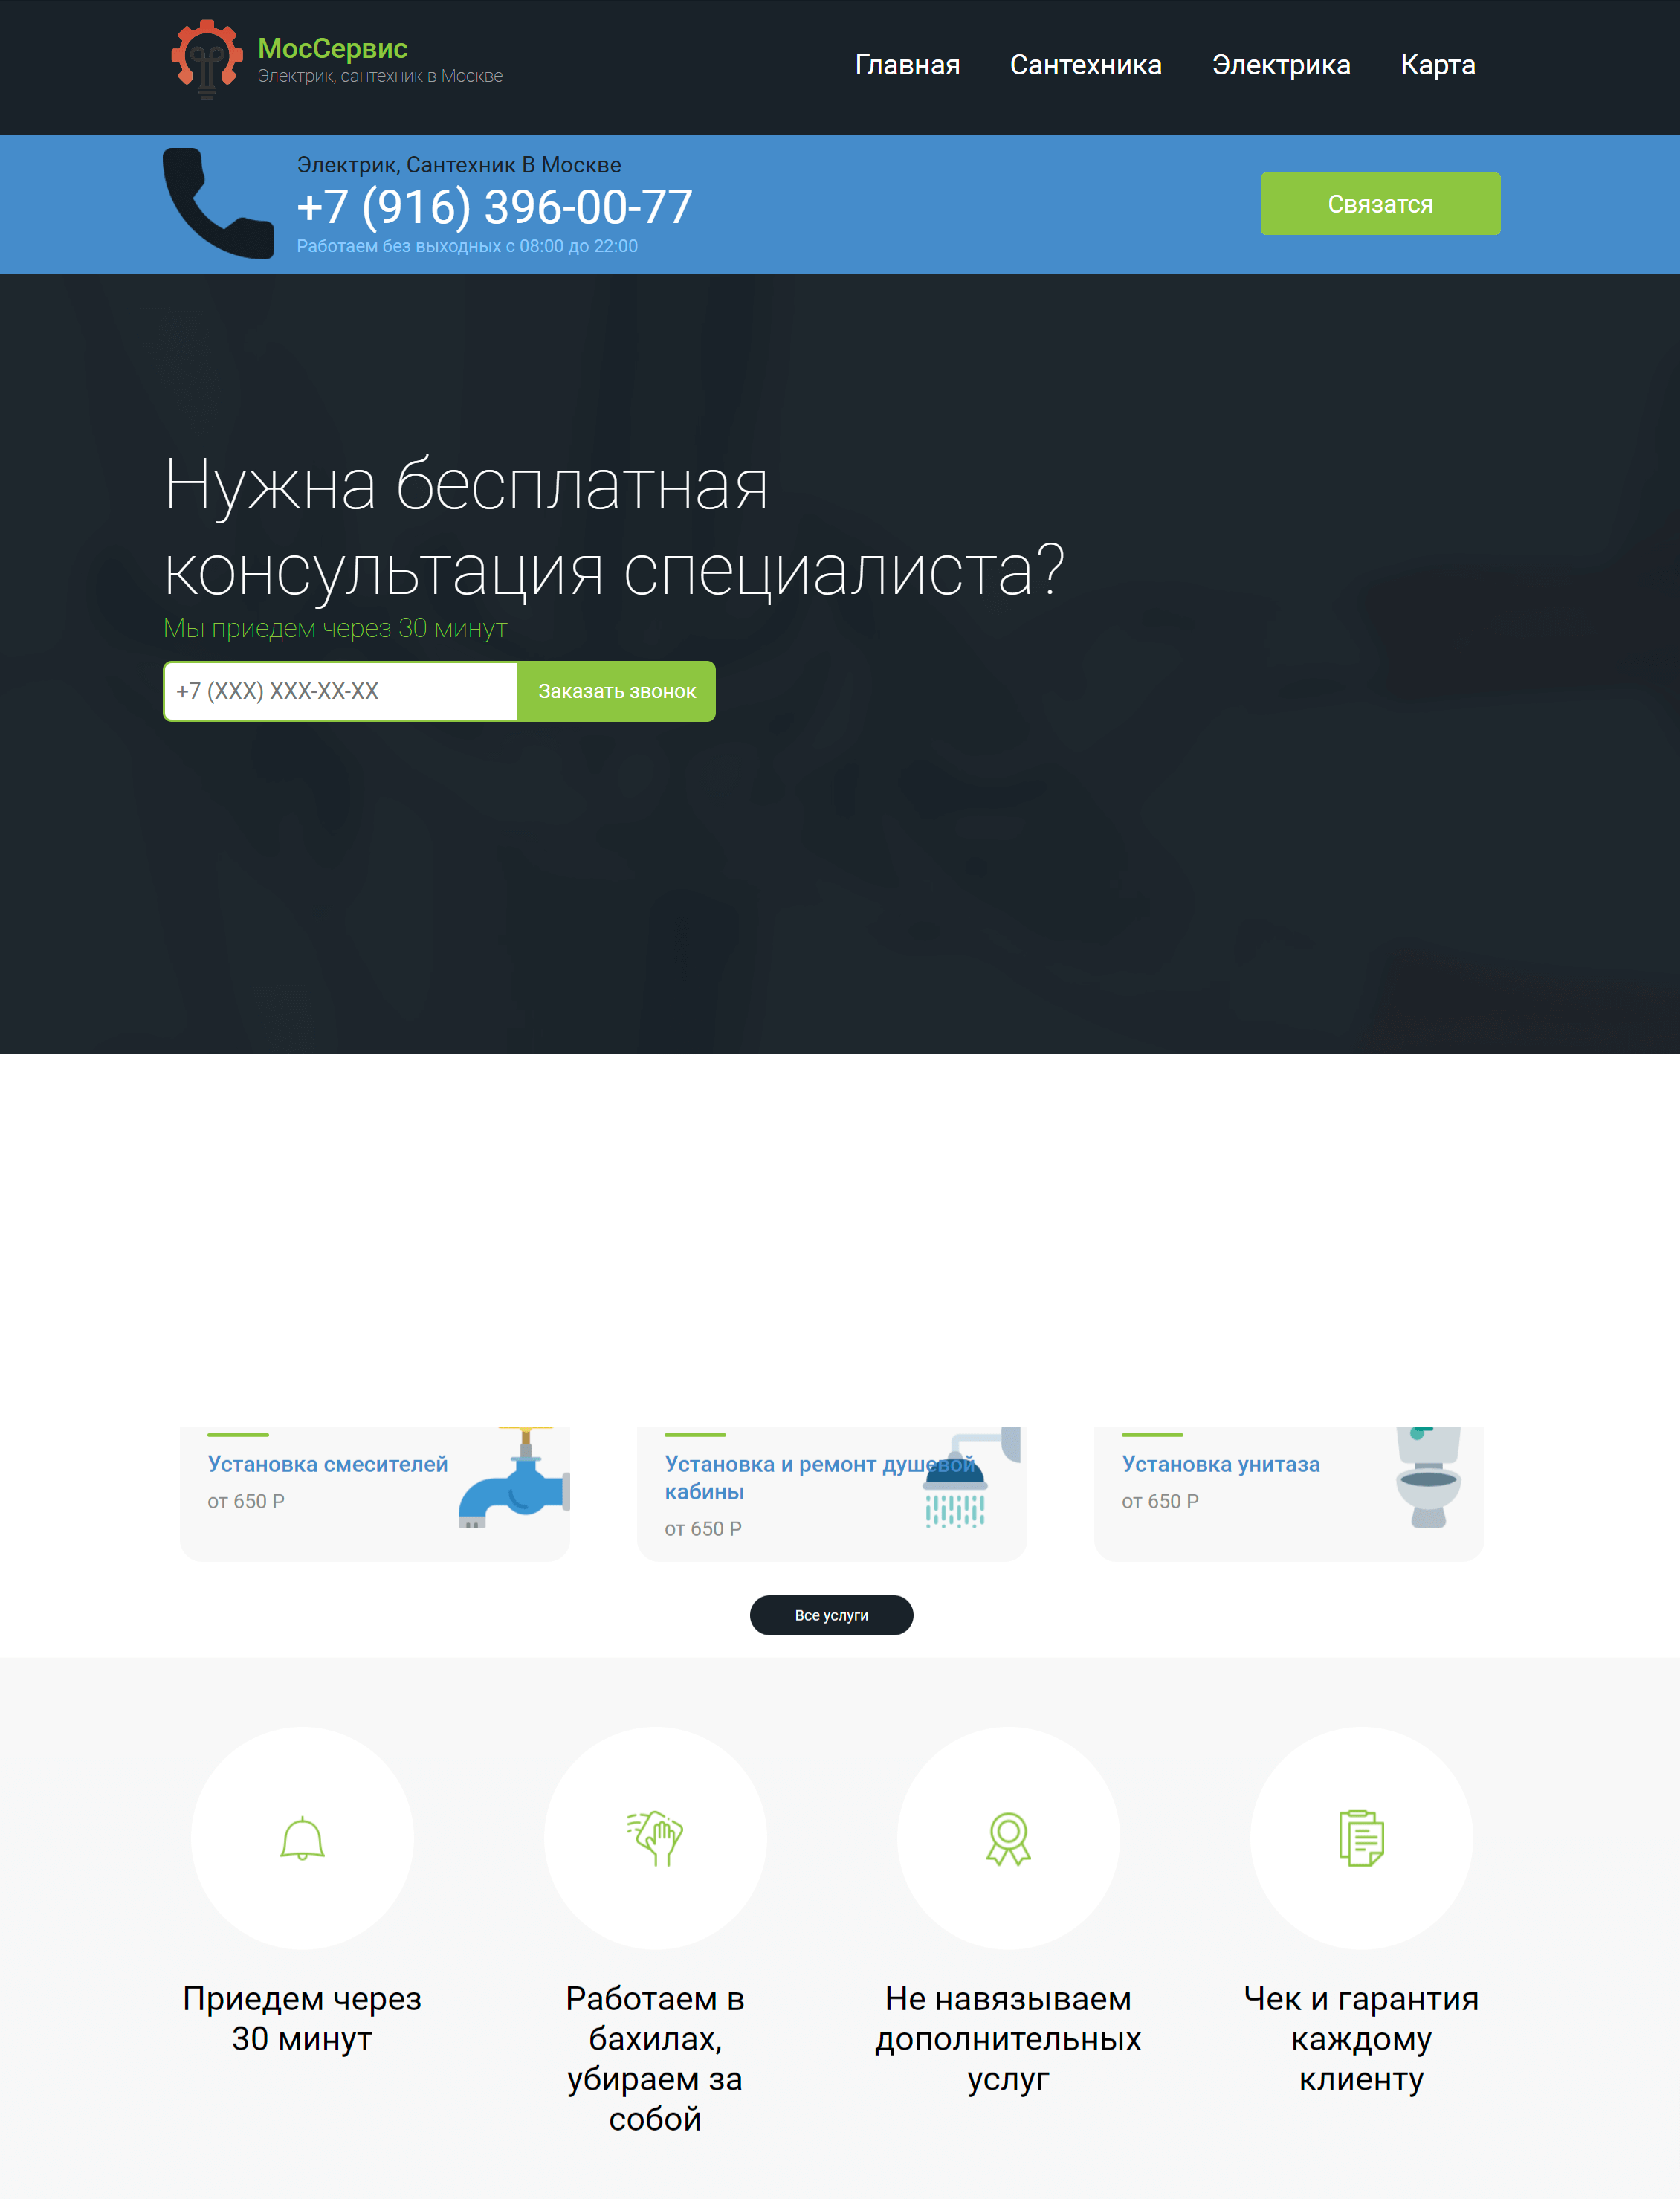 МосСервис
Электрик, сантехник в Москве
Главная
Сантехника
Электрика
Карта
Электрик, Сантехник В Москве
+7 (916) 396-00-77
Работаем без выходных с 08:00 до 22:00
Связатся
Нужна бесплатная
консультация специалиста?
Мы приедем через 30 минут
+7 (XXX) XXX-XX-XX
Заказать звонок
Установка смесителей
от 650 Р
Установка и ремонт душевой
кабины
от 650 Р
Установка унитаза
от 650 Р
Все услуги
Приедем через
30 минут
Работаем в
бахилах,
убираем за
собой
Не навязываем
дополнительных
услуг
Чек и гарантия
каждому
клиенту